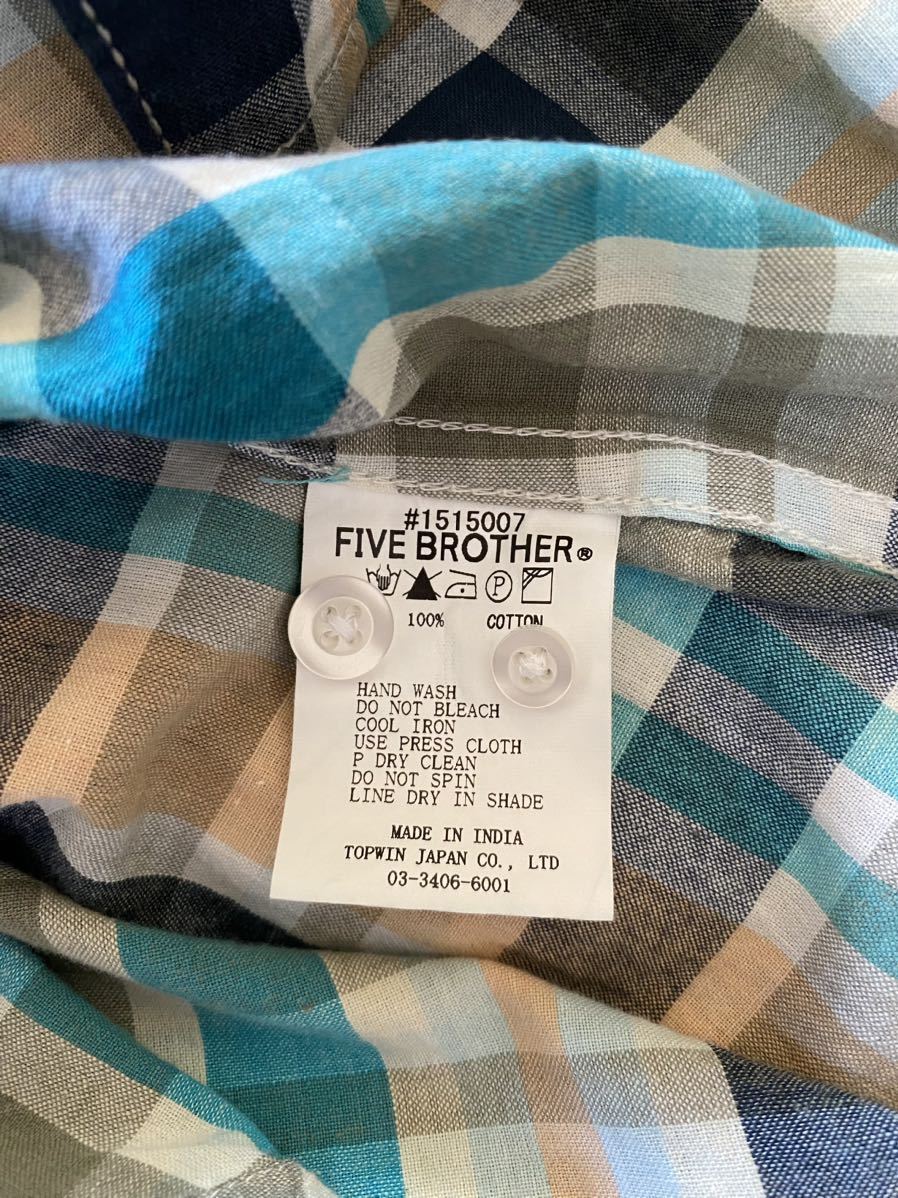 #1515007
FIVE BROTHER®
P
100% COTTON
HAND WASH
DO NOT BLEACH
COOL IRON
USE PRESS CLOTH
P DRY CLEAN
DO NOT SPIN
LINE DRY IN SHADE
MADE IN INDIA
TOPWIN JAPAN CO., LTD
03-3406-6001